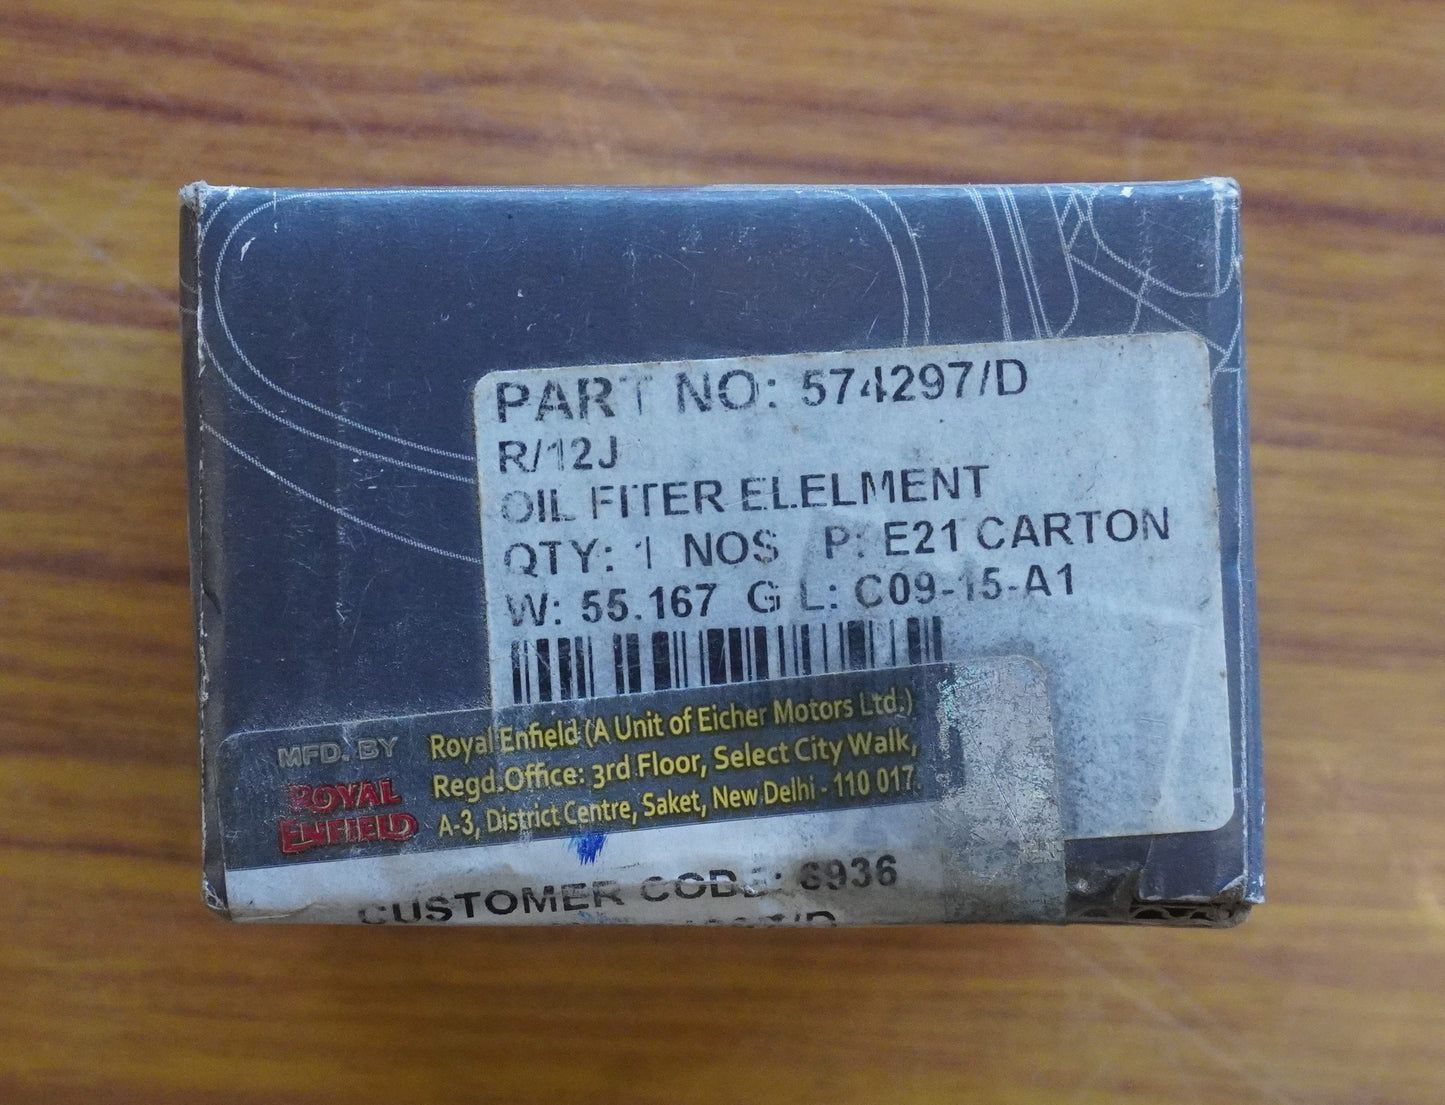 PART NO: 574297/D
R/12J
OIL FITER ELELMENT
QTY: 1 NOS P: E21 CARTON
W: 55.167 G L: C09-15-A1
MFD. BY
ROYAL
ENFIELD
Royal Enfield (A Unit of Eicher Motors Ltd.)
Regd.Office: 3rd Floor, Select City Walk,
A-3, District Centre, Saket, New Delhi - 110 017.
CUSTOMER CODE: 6936